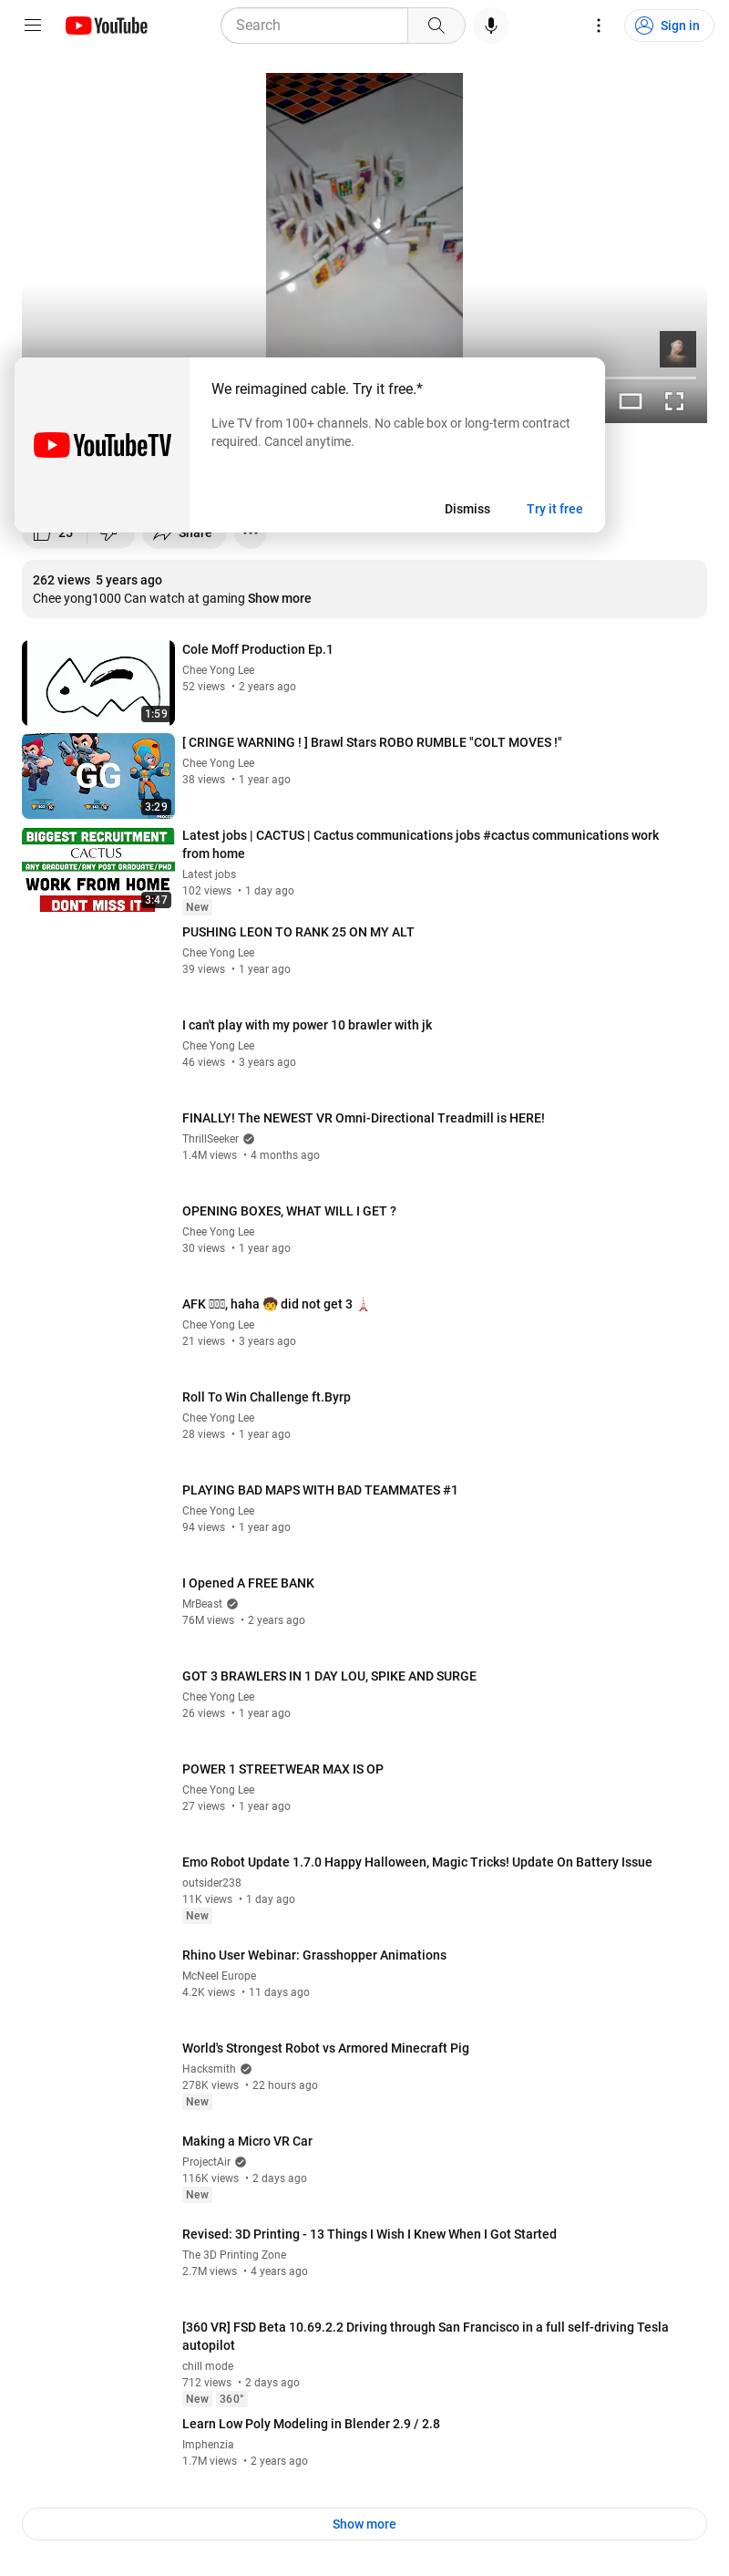 YouTube
Search
Sign in
We reimagined cable. Try it free.*
Live TV from 100+ channels. No cable box or long-term contract
required. Cancel anytime.
YouTubeTV
Dismiss
Try it free
25
Share
262 views 5 years ago
Chee yong1000 Can watch at gaming Show more
Cole Moff Production Ep.1
Chee Yong Lee
52 views • 2 years ago
1:59
[ CRINGE WARNING ! ] Brawl Stars ROBO RUMBLE "COLT MOVES !"
Chee Yong Lee
38 views • 1 year ago
GG
3:29
BIGGEST RECRUITMENT
CACTUS
ANY GRADUATE/ANY POST GRADUATE/PHD
WORK FROM HOME
DONT MISS IT
3:47
Latest jobs | CACTUS | Cactus communications jobs #cactus communications work
from home
Latest jobs
102 views • 1 day ago
New
PUSHING LEON TO RANK 25 ON MY ALT
Chee Yong Lee
39 views • 1 year ago
I can't play with my power 10 brawler with jk
Chee Yong Lee
46 views • 3 years ago
FINALLY! The NEWEST VR Omni-Directional Treadmill is HERE!
ThrillSeeker
1.4M views • 4 months ago
OPENING BOXES, WHAT WILL I GET ?
Chee Yong Lee
30 views • 1 year ago
AFK , haha 🧒 did not get 3 🗼
Chee Yong Lee
21 views • 3 years ago
Roll To Win Challenge ft.Byrp
Chee Yong Lee
28 views • 1 year ago
PLAYING BAD MAPS WITH BAD TEAMMATES #1
Chee Yong Lee
94 views • 1 year ago
I Opened A FREE BANK
MrBeast
76M views • 2 years ago
GOT 3 BRAWLERS IN 1 DAY LOU, SPIKE AND SURGE
Chee Yong Lee
26 views • 1 year ago
POWER 1 STREETWEAR MAX IS OP
Chee Yong Lee
27 views • 1 year ago
Emo Robot Update 1.7.0 Happy Halloween, Magic Tricks! Update On Battery Issue
outsider238
11K views • 1 day ago
New
Rhino User Webinar: Grasshopper Animations
McNeel Europe
4.2K views • 11 days ago
World's Strongest Robot vs Armored Minecraft Pig
Hacksmith
278K views • 22 hours ago
New
Making a Micro VR Car
ProjectAir
116K views • 2 days ago
New
Revised: 3D Printing - 13 Things I Wish I Knew When I Got Started
The 3D Printing Zone
2.7M views • 4 years ago
[360 VR] FSD Beta 10.69.2.2 Driving through San Francisco in a full self-driving Tesla
autopilot
chill mode
712 views • 2 days ago
New 360°
Learn Low Poly Modeling in Blender 2.9 / 2.8
Imphenzia
1.7M views • 2 years ago
Show more